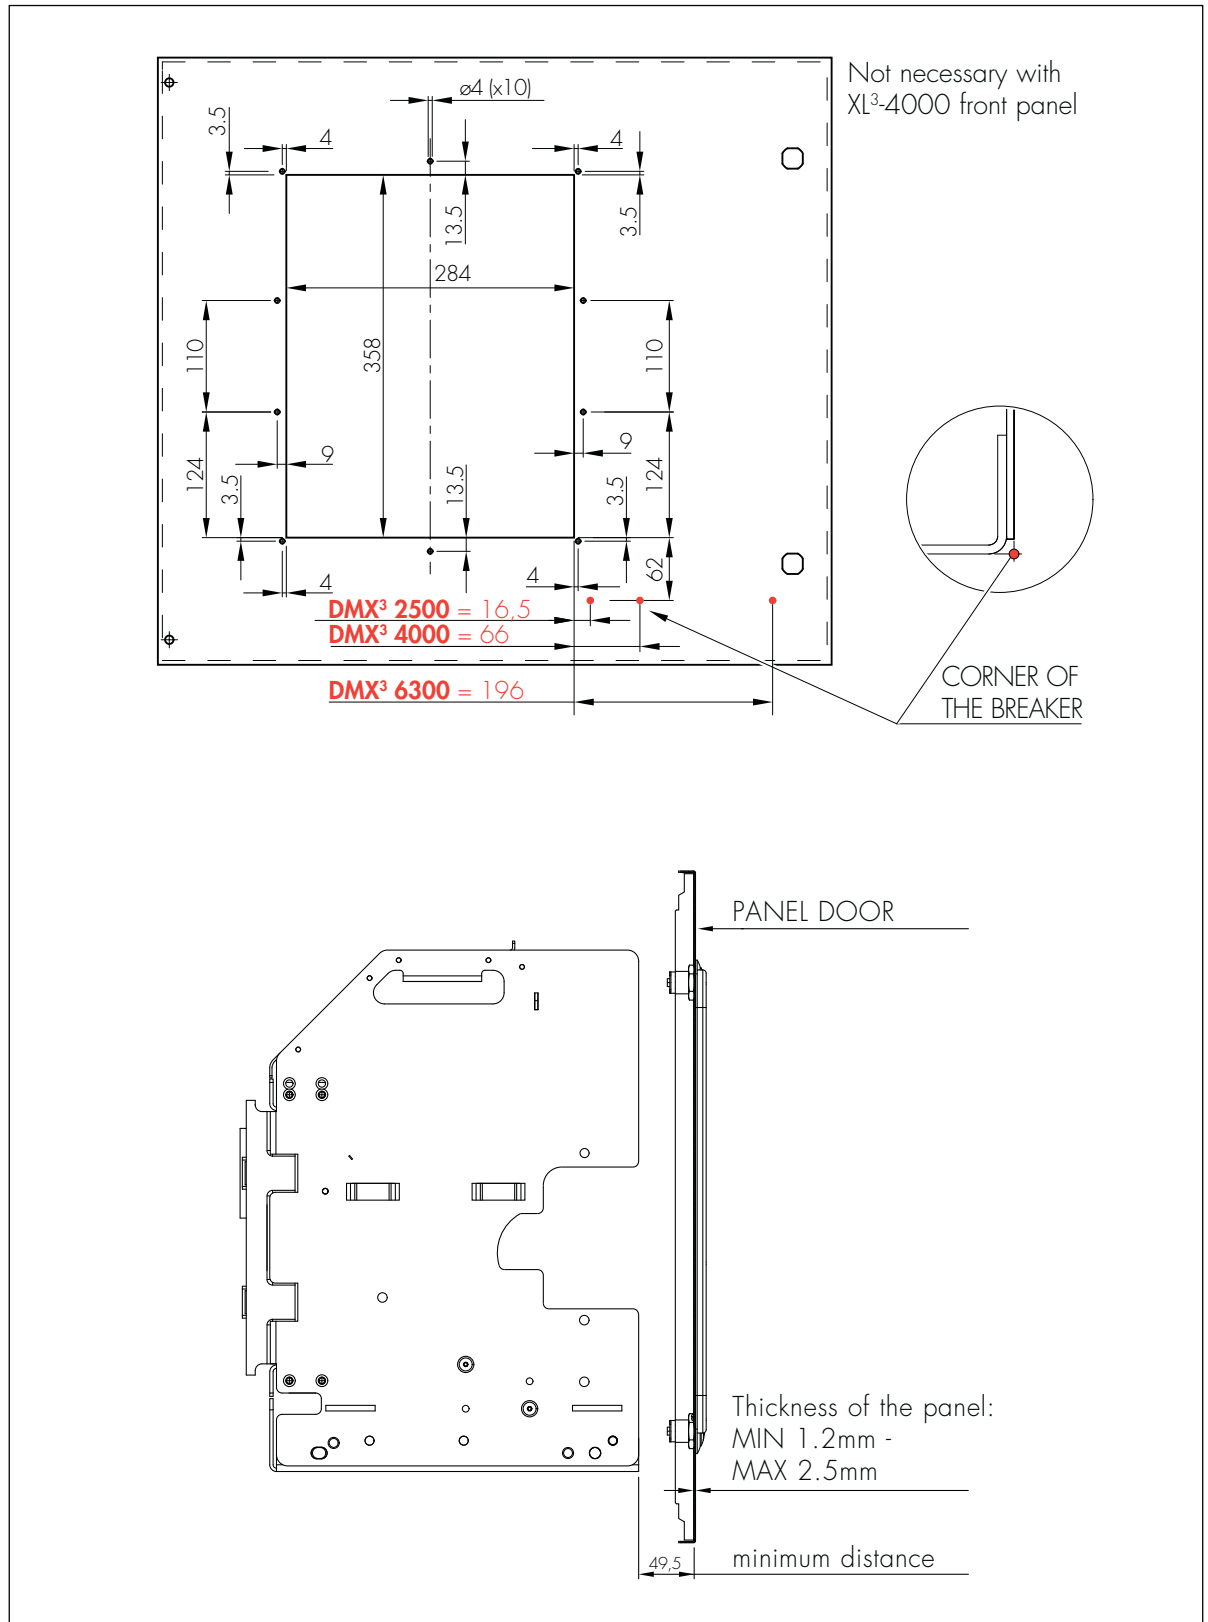 Not necessary with
XL³-4000 front panel
ø4 (x10)
3.5
4
4
13.5
3.5
284
110
358
110
124
9
9
124
3.5
13.5
3.5
62
4
4
DMX³ 2500 = 16,5
DMX³ 4000 = 66
DMX³ 6300 = 196
CORNER OF
THE BREAKER
PANEL DOOR
Thickness of the panel:
MIN 1.2mm -
MAX 2.5mm
49,5
minimum distance